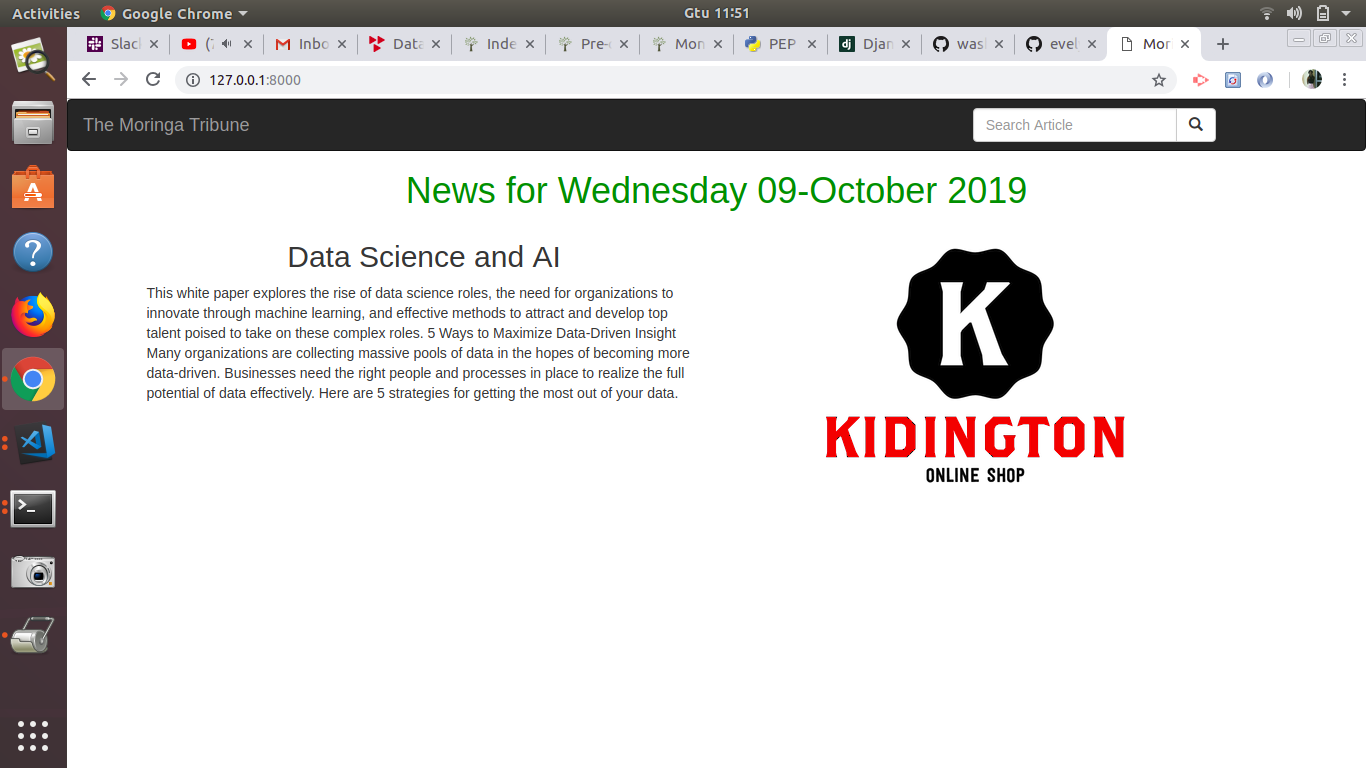 Activities Google Chrome Gtu 11:51
Slac Inbo Data Inde Pre- Mon PEP Djan was evel Mor
127.0.0.1:8000
The Moringa Tribune Search Article
News for Wednesday 09-October 2019
Data Science and AI
This white paper explores the rise of data science roles, the need for organizations to
innovate through machine learning, and effective methods to attract and develop top
talent poised to take on these complex roles. 5 Ways to Maximize Data-Driven Insight
Many organizations are collecting massive pools of data in the hopes of becoming more
data-driven. Businesses need the right people and processes in place to realize the full
potential of data effectively. Here are 5 strategies for getting the most out of your data.
K
KIDINGTON
ONLINE SHOP